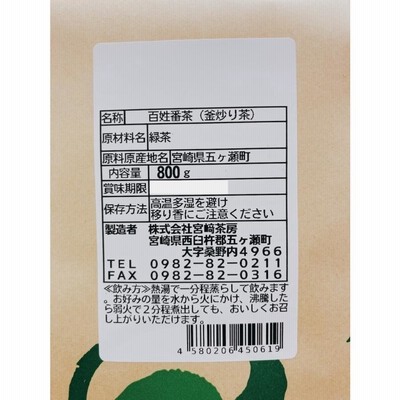 名称 百姓番茶（釜炒り茶）
原材料名 緑茶
原料原産地名 宮崎県五ヶ瀬町
内容量 800g
賞味期限
保存方法 高温多湿を避け
移り香にご注意ください
製造者 株式会社宮﨑茶房
宮崎県西臼杵郡五ヶ瀬町
大字桑野内4966
TEL 0982-82-0211
FAX 0982-82-0316
≪飲み方≫熱湯で一分程蒸らして飲みます。
お好みの量を水から火にかけ、沸騰した
ら弱火で2分程煮出しても、おいしくお召
し上がりいただけます。
4 580206 450619